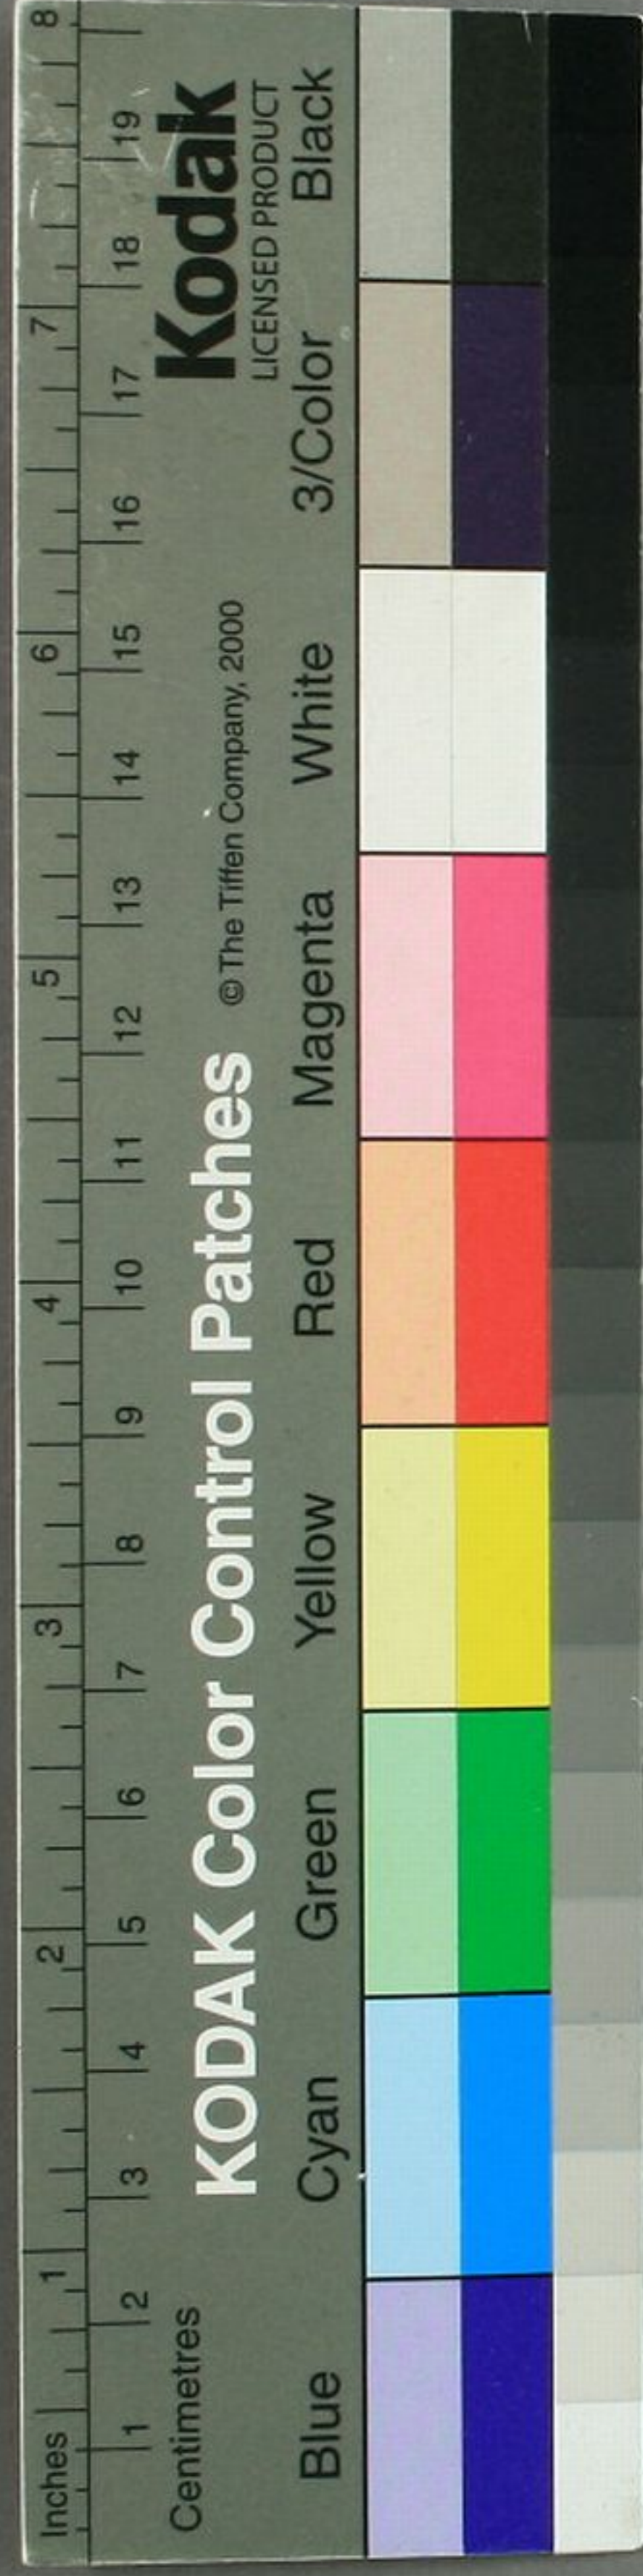 Inches 1 2 3 4 5 6 7 8
1 2 3 4 5 6 7 8 9 10 11 12 13 14 15 16 17 18 19
Centimetres
KODAK Color Control Patches © The Tiffen Company, 2000
Kodak
LICENSED PRODUCT
Blue Cyan Green Yellow Red Magenta White 3/Color Black